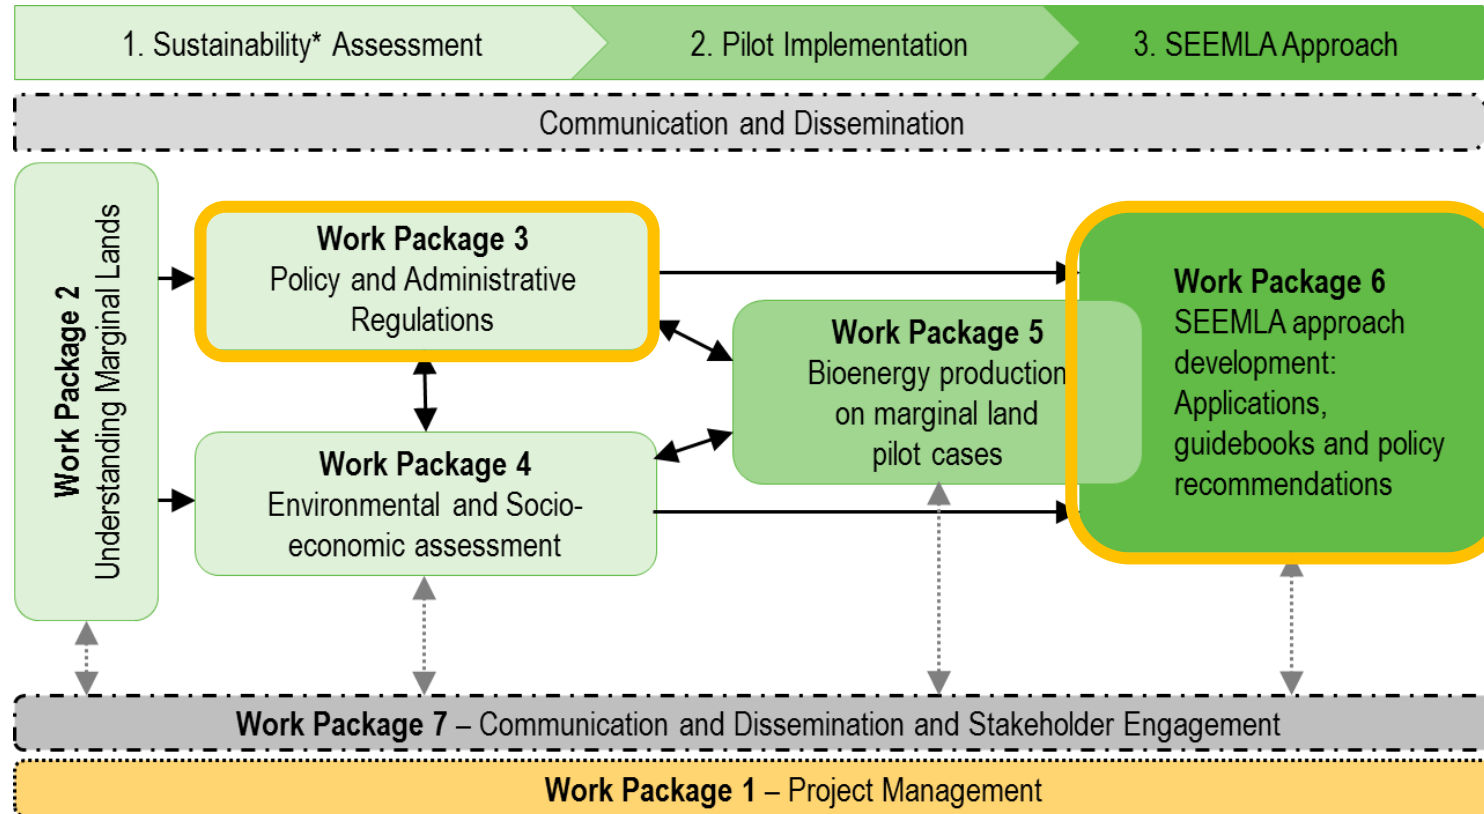 1. Sustainability* Assessment
2. Pilot Implementation
3. SEEMLA Approach
Communication and Dissemination
Work Package 2
Understanding Marginal Lands
Work Package 3
Policy and Administrative
Regulations
Work Package 4
Environmental and Socio-
economic assessment
Work Package 5
Bioenergy production
on marginal land
pilot cases
Work Package 6
SEEMLA approach
development:
Applications,
guidebooks and policy
recommendations
Work Package 7 – Communication and Dissemination and Stakeholder Engagement
Work Package 1 – Project Management